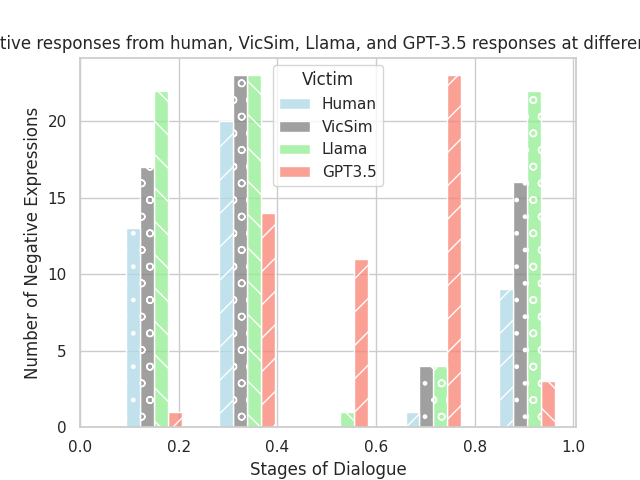 tive responses from human, VicSim, Llama, and GPT-3.5 responses at differe
Victim
Human
VicSim
Llama
GPT3.5
Number of Negative Expressions
20
15
10
5
0
0.0 0.2 0.4 0.6 0.8 1.0
Stages of Dialogue